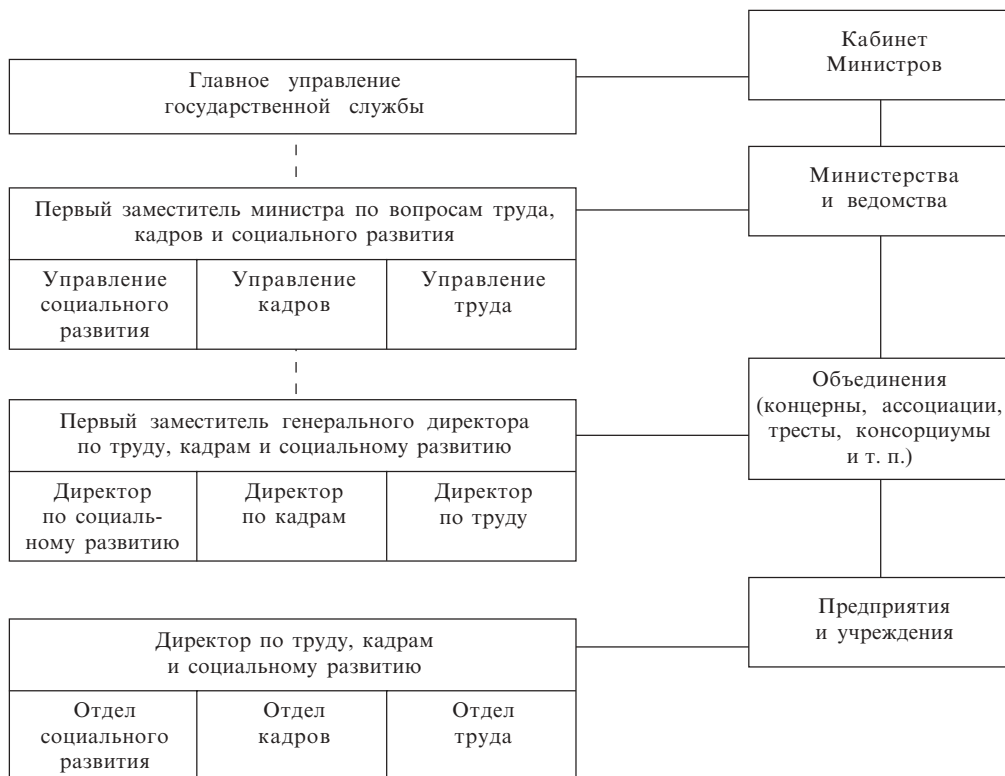 Кабинет
Министров
Главное управление
государственной службы
Министерства
и ведомства
Первый заместитель министра по вопросам труда,
кадров и социального развития
Управление
социального
развития
Управление
кадров
Управление
труда
Объединения
(концерны, ассоциации,
тресты, консорциумы
и т. п.)
Первый заместитель генерального директора
по труду, кадрам и социальному развитию
Директор
по социаль-
ному развитию
Директор
по кадрам
Директор
по труду
Предприятия
и учреждения
Директор по труду, кадрам
и социальному развитию
Отдел
социального
развития
Отдел
кадров
Отдел
труда